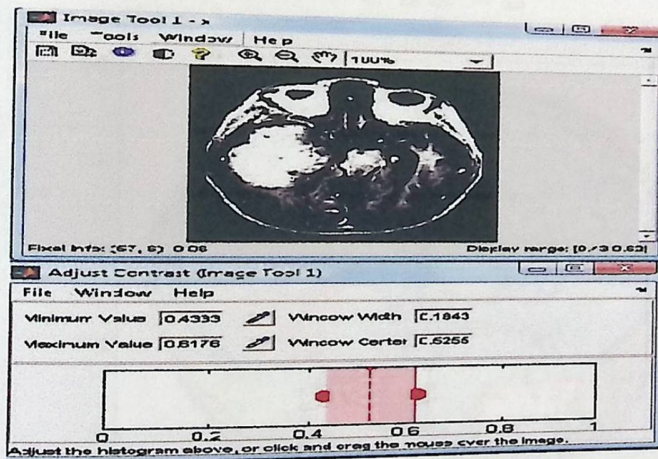 Image Tool 1 - x
File Tools Window Help
100%
Pixel info: (67, 6) 0.06
Display range: [0.43 0.62]
Adjust Contrast (Image Tool 1)
File Window Help
Minimum Value 0.4333 Window Width 0.1843
Maximum Value 0.6176 Window Center 0.5255
0 0.2 0.4 0.6 0.8 1
Adjust the histogram above, or click and drag the mouse over the image.